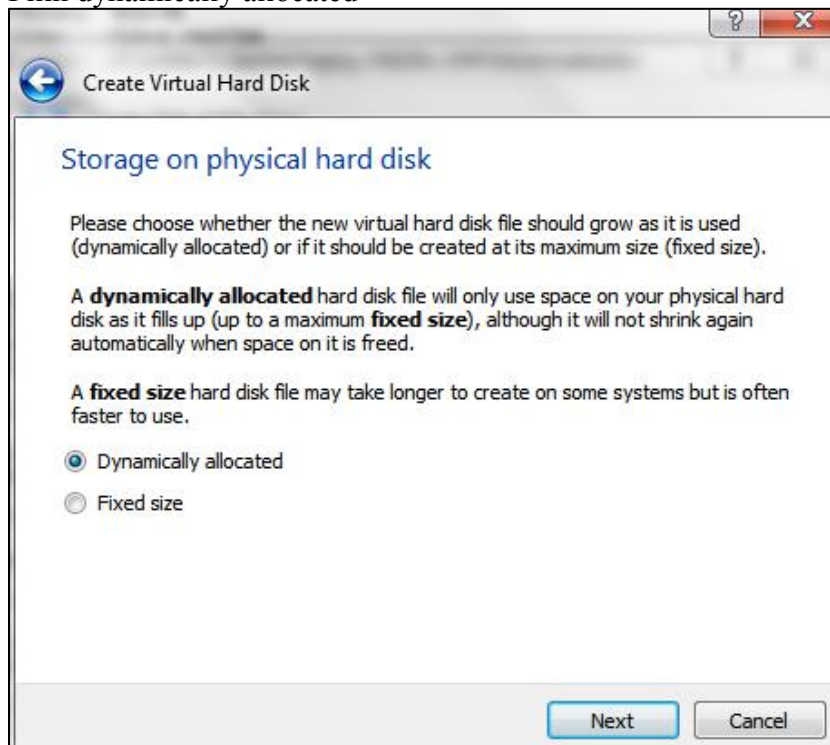 dynamically allocated
Create Virtual Hard Disk
Storage on physical hard disk
Please choose whether the new virtual hard disk file should grow as it is used
(dynamically allocated) or if it should be created at its maximum size (fixed size).
A dynamically allocated hard disk file will only use space on your physical hard
disk as it fills up (up to a maximum fixed size), although it will not shrink again
automatically when space on it is freed.
A fixed size hard disk file may take longer to create on some systems but is often
faster to use.
Dynamically allocated
Fixed size
Next
Cancel